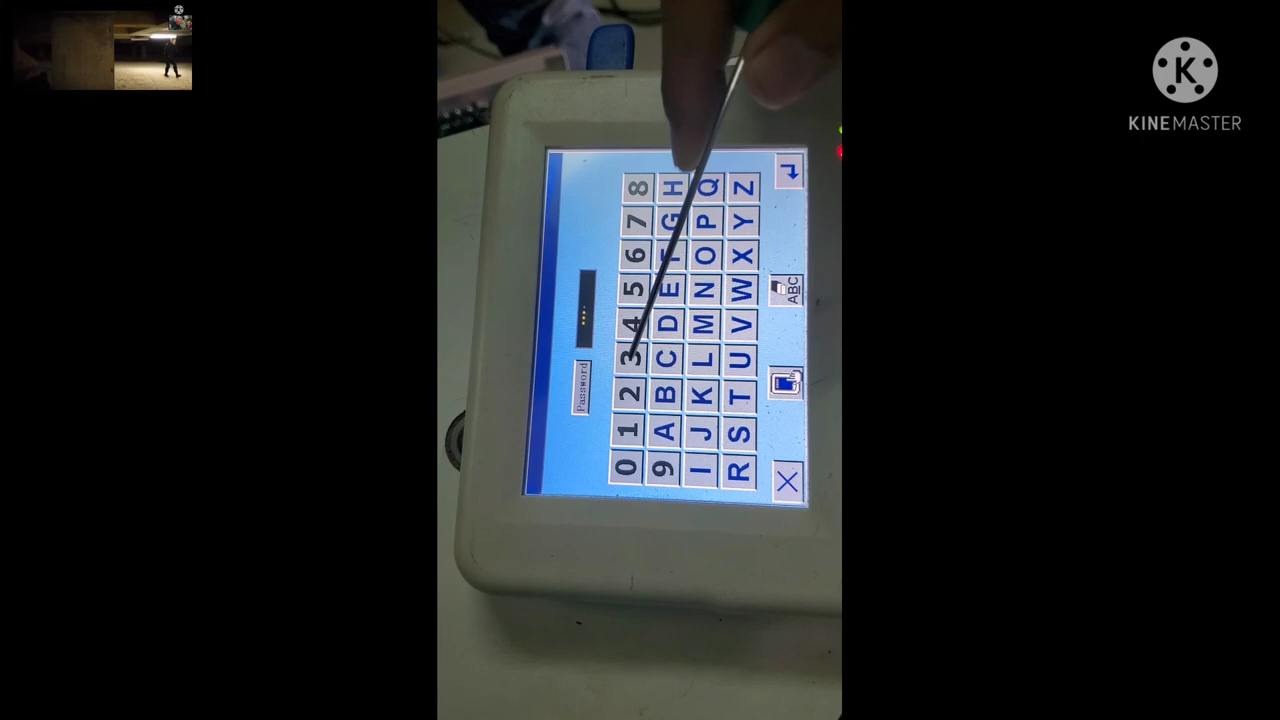 Password ***
0 1 2 3 4 5 6 7 8
9 A B C D E F G H
I J K L M N O P Q
R S T U V W X Y Z
ABC
KINEMASTER